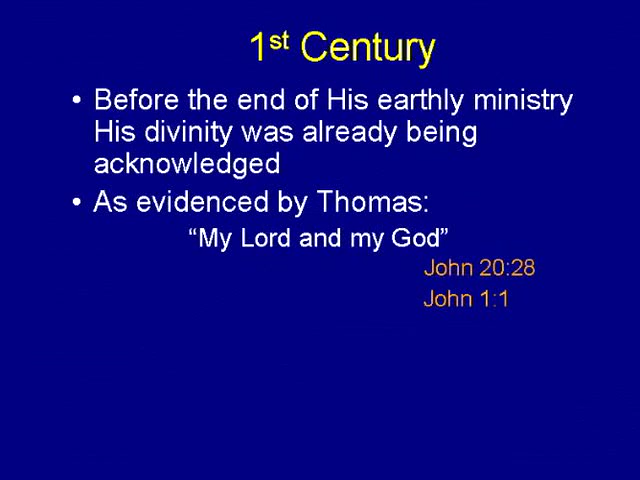 1st Century
• Before the end of His earthly ministry
His divinity was already being
acknowledged
• As evidenced by Thomas:
“My Lord and my God”
John 20:28
John 1:1